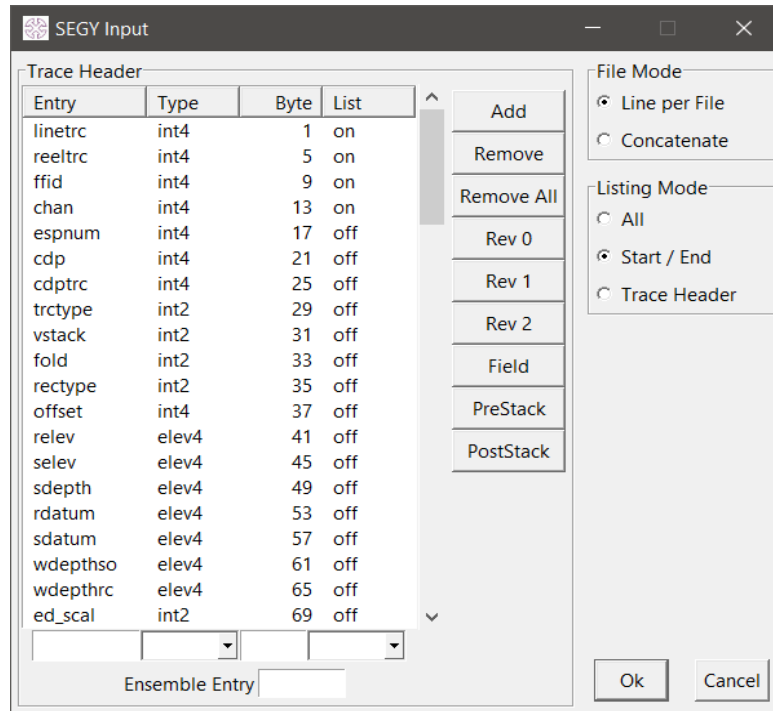 SEGY Input
Trace Header
Entry Type Byte List
linetrc int4 1 on
reeltrc int4 5 on
ffid int4 9 on
chan int4 13 on
espnum int4 17 off
cdp int4 21 off
cdptrc int4 25 off
trctype int2 29 off
vstack int2 31 off
fold int2 33 off
rectype int2 35 off
offset int4 37 off
relev elev4 41 off
selev elev4 45 off
sdepth elev4 49 off
rdatum elev4 53 off
sdatum elev4 57 off
wdepthso elev4 61 off
wdepthrc elev4 65 off
ed_scal int2 69 off
Ensemble Entry
Add
Remove
Remove All
Rev 0
Rev 1
Rev 2
Field
PreStack
PostStack
File Mode
Line per File
Concatenate
Listing Mode
All
Start / End
Trace Header
Ok Cancel